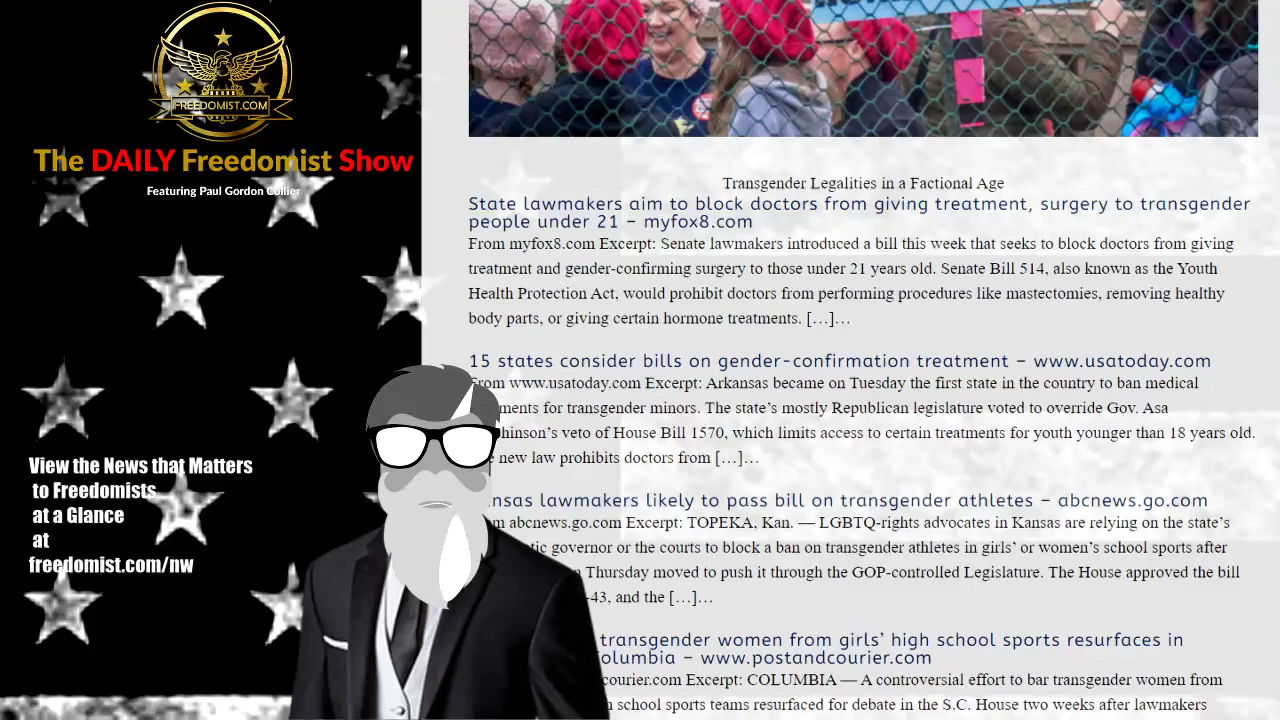 FREEDOMIST.COM
The DAILY Freedomist Show
Featuring Paul Gordon Collier
View the News that Matters
to Freedomists
at a Glance
at
freedomist.com/nw
Transgender Legalities in a Factional Age
State lawmakers aim to block doctors from giving treatment, surgery to transgender
people under 21 – myfox8.com
From myfox8.com Excerpt: Senate lawmakers introduced a bill this week that seeks to block doctors from giving
treatment and gender-confirming surgery to those under 21 years old. Senate Bill 514, also known as the Youth
Health Protection Act, would prohibit doctors from performing procedures like mastectomies, removing healthy
body parts, or giving certain hormone treatments. […]…
15 states consider bills on gender-confirmation treatment – www.usatoday.com
From www.usatoday.com Excerpt: Arkansas became on Tuesday the first state in the country to ban medical
ments for transgender minors. The state’s mostly Republican legislature voted to override Gov. Asa
hinson’s veto of House Bill 1570, which limits access to certain treatments for youth younger than 18 years old.
new law prohibits doctors from […]…
nsas lawmakers likely to pass bill on transgender athletes – abcnews.go.com
m abcnews.go.com Excerpt: TOPEKA, Kan. — LGBTQ-rights advocates in Kansas are relying on the state’s
tic governor or the courts to block a ban on transgender athletes in girls’ or women’s school sports after
Thursday moved to push it through the GOP-controlled Legislature. The House approved the bill
-43, and the […]…
transgender women from girls’ high school sports resurfaces in
olumbia – www.postandcourier.com
courier.com Excerpt: COLUMBIA — A controversial effort to bar transgender women from
school sports teams resurfaced for debate in the S.C. House two weeks after lawmakers